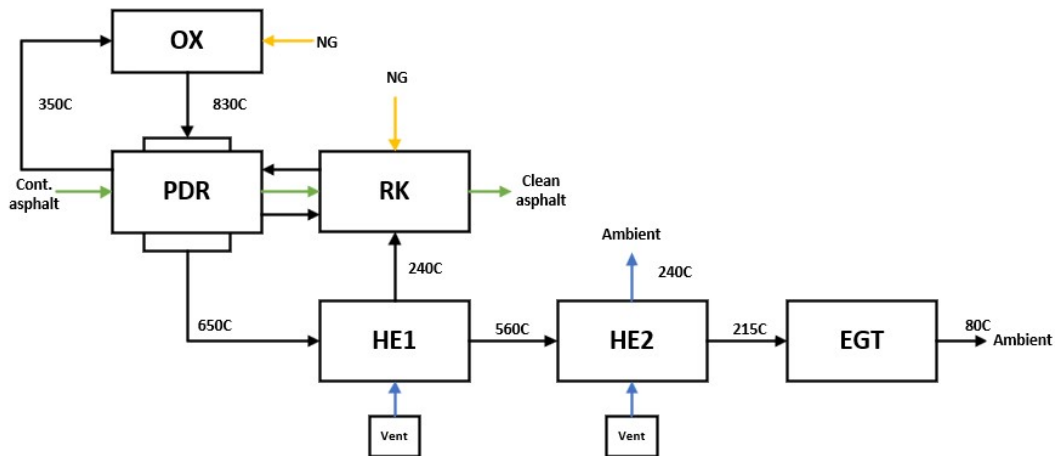 OX
NG
350C
830C
NG
Cont.
asphalt
PDR
RK
Clean
asphalt
Ambient
240C
240C
650C
HE1
560C
HE2
215C
EGT
80C
Ambient
Vent
Vent